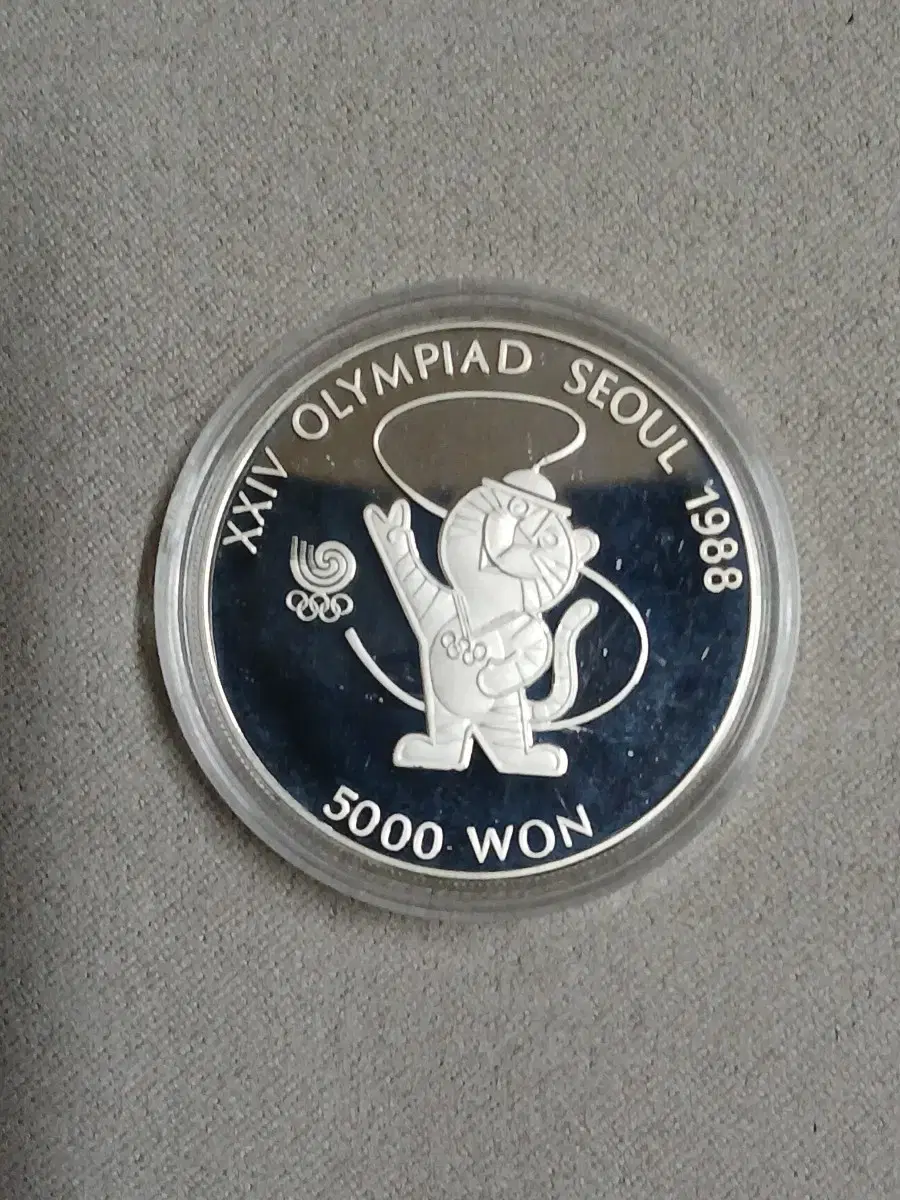 XXIV OLYMPIAD SEOUL 1988
5000 WON